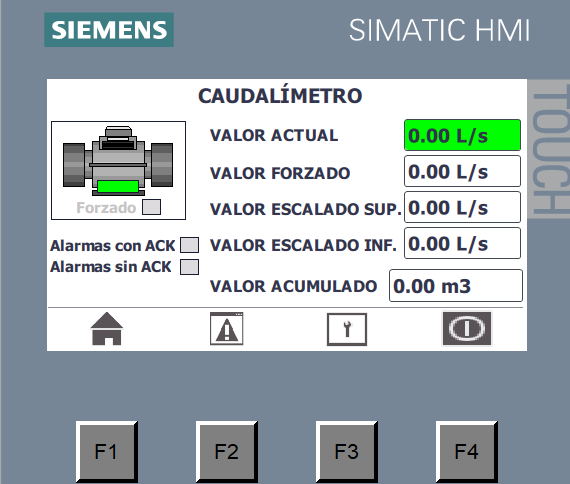 SIEMENS
SIMATIC HMI
TOUCH
CAUDALÍMETRO
VALOR ACTUAL 0.00 L/s
VALOR FORZADO 0.00 L/s
Forzado
VALOR ESCALADO SUP. 0.00 L/s
Alarmas con ACK
VALOR ESCALADO INF. 0.00 L/s
Alarmas sin ACK
VALOR ACUMULADO 0.00 m3
F1
F2
F3
F4